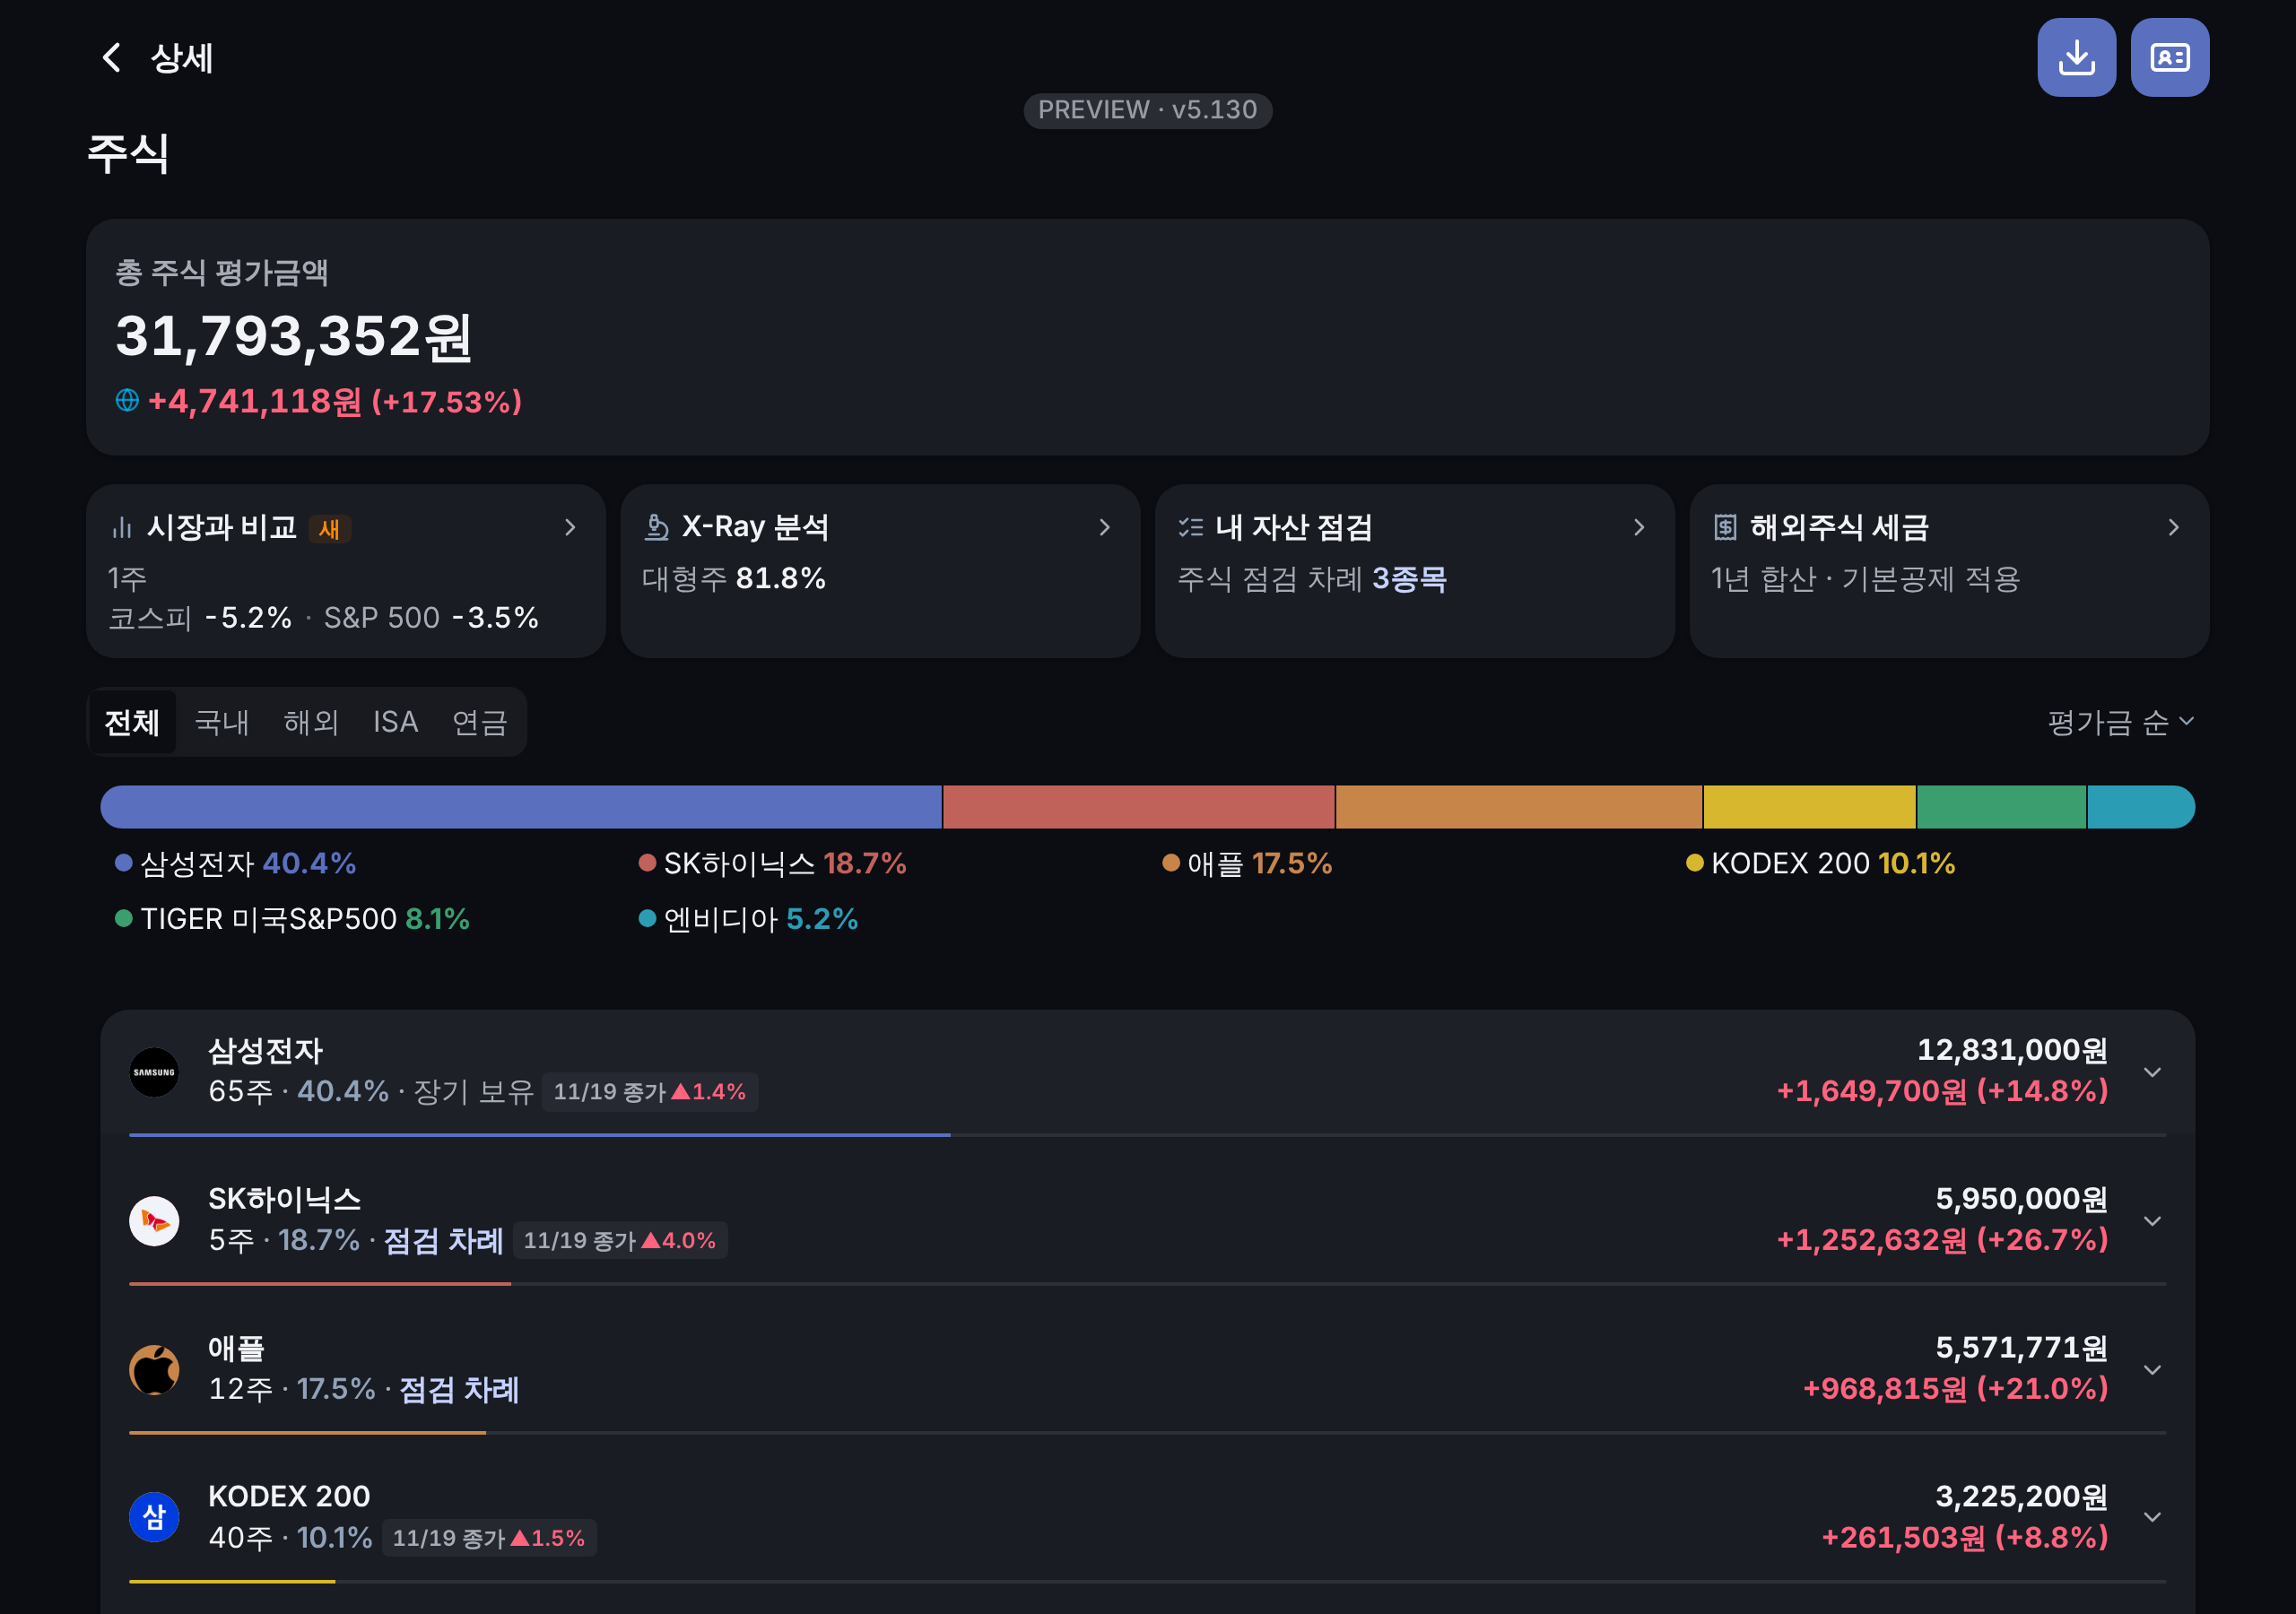 상세
PREVIEW · v5.130
주식
총 주식 평가금액
31,793,352원
+4,741,118원 (+17.53%)
시장과 비교 새
1주
코스피 -5.2% · S&P 500 -3.5%
X-Ray 분석
대형주 81.8%
내 자산 점검
주식 점검 차례 3종목
해외주식 세금
1년 합산 · 기본공제 적용
전체 국내 해외 ISA 연금
평가금 순
삼성전자 40.4% SK하이닉스 18.7% 애플 17.5% KODEX 200 10.1%
TIGER 미국S&P500 8.1% 엔비디아 5.2%
SAMSUNG
삼성전자
65주 · 40.4% · 장기 보유 11/19 종가 ▲1.4%
12,831,000원
+1,649,700원 (+14.8%)
SK하이닉스
5주 · 18.7% · 점검 차례 11/19 종가 ▲4.0%
5,950,000원
+1,252,632원 (+26.7%)
애플
12주 · 17.5% · 점검 차례
5,571,771원
+968,815원 (+21.0%)
삼
KODEX 200
40주 · 10.1% 11/19 종가 ▲1.5%
3,225,200원
+261,503원 (+8.8%)